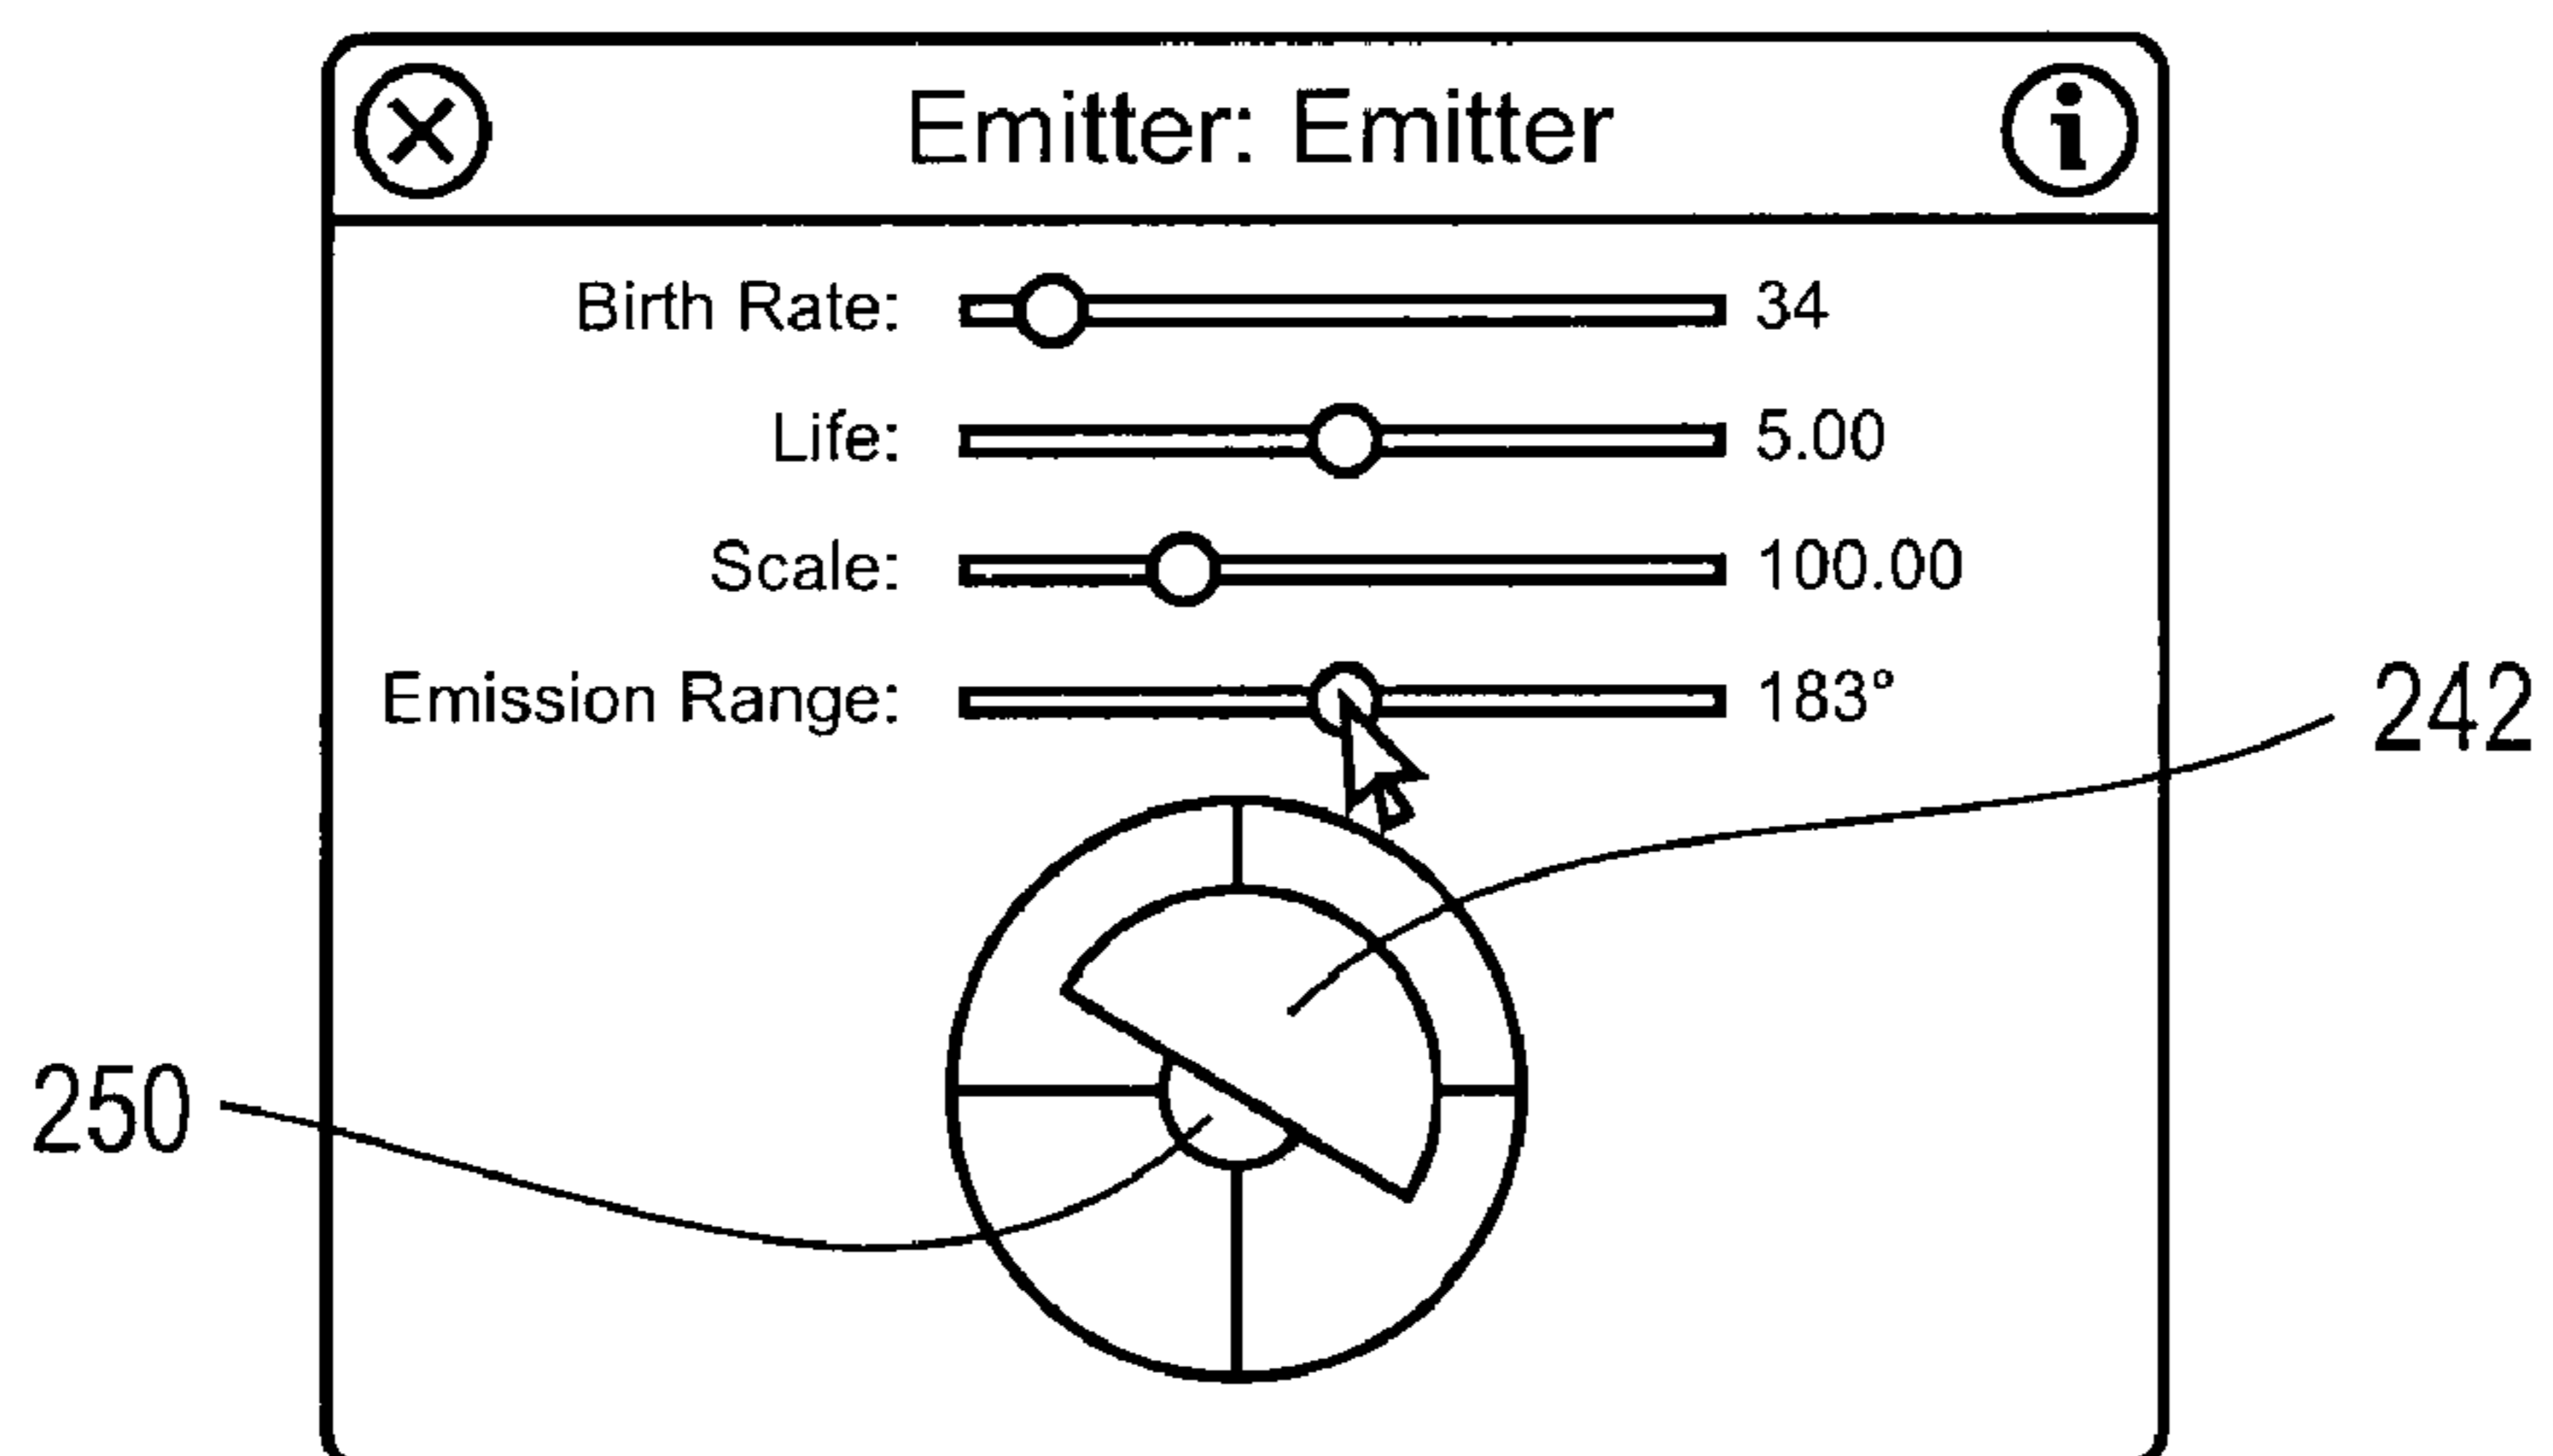 Emitter: Emitter
Birth Rate: 34
Life: 5.00
Scale: 100.00
Emission Range: 183°
242
250